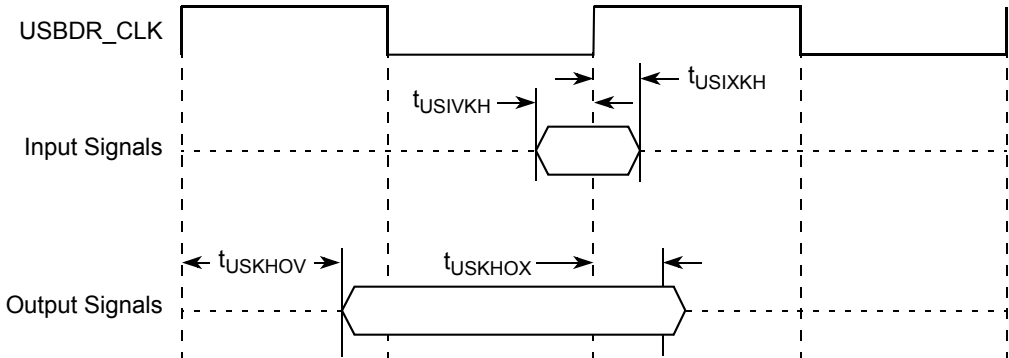 USBDR_CLK
tUSIXKH
tUSIVKH
Input Signals
tUSKHOV
tUSKHOX
Output Signals